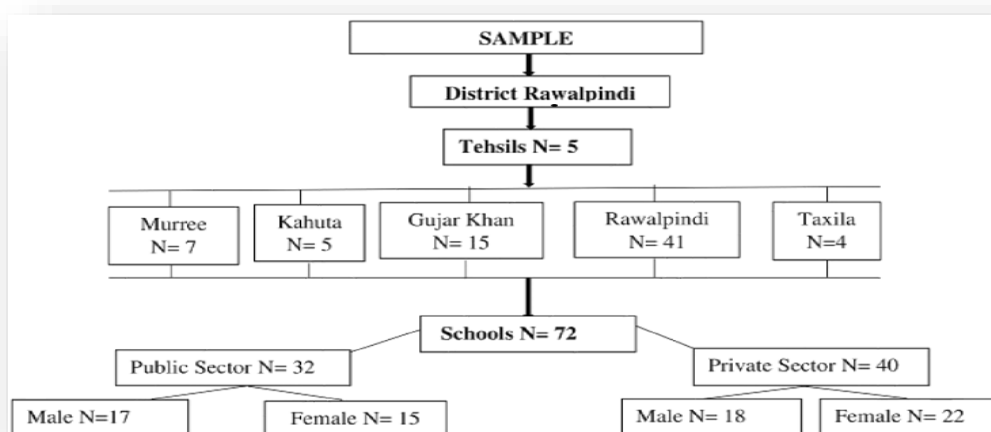 SAMPLE
District Rawalpindi
Tehsils N= 5
Murree
N= 7
Kahuta
N= 5
Gujar Khan
N= 15
Rawalpindi
N= 41
Taxila
N=4
Schools N= 72
Public Sector N= 32
Private Sector N= 40
Male N=17
Female N= 15
Male N= 18
Female N= 22